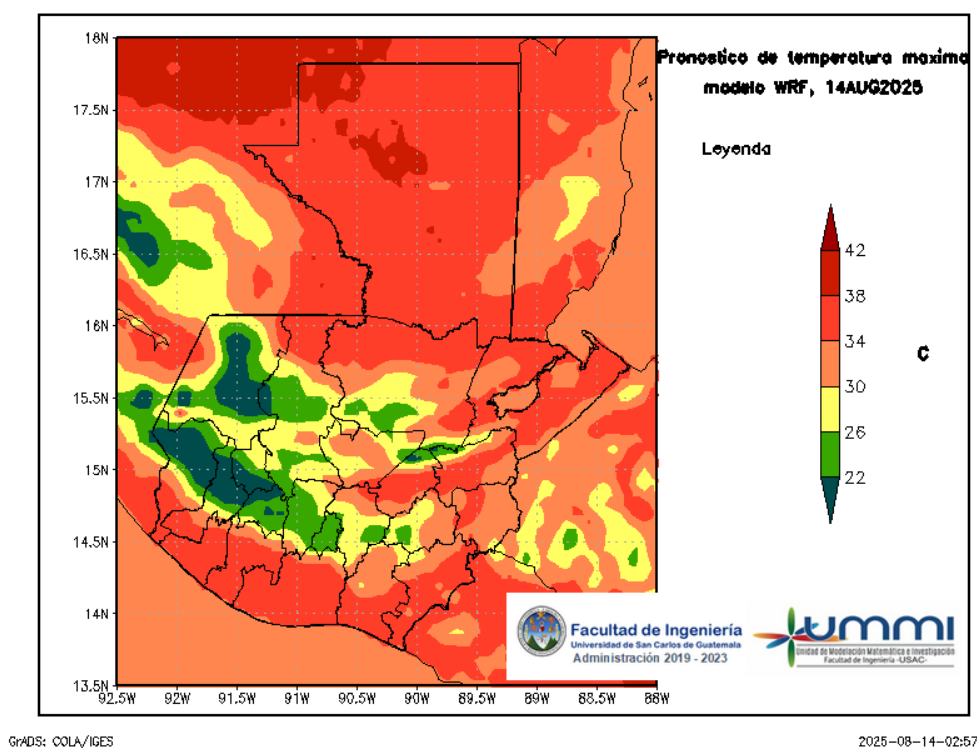 Pronostico de temperatura maxima
modelo WRF, 14AUG2025
Leyenda
42
38
34
30
26
22
C
18N
17.5N
17N
16.5N
16N
15.5N
15N
14.5N
14N
13.5N
92.5W
92W
91.5W
91W
90.5W
90W
89.5W
89W
88.5W
88W
Facultad de Ingeniería
Universidad de San Carlos de Guatemala
Administración 2019 - 2023
ummi
Unidad de Modelación Matemática e Investigación
Facultad de Ingeniería -USAC-
GrADS: COLA/IGES
2025-08-14-02:57